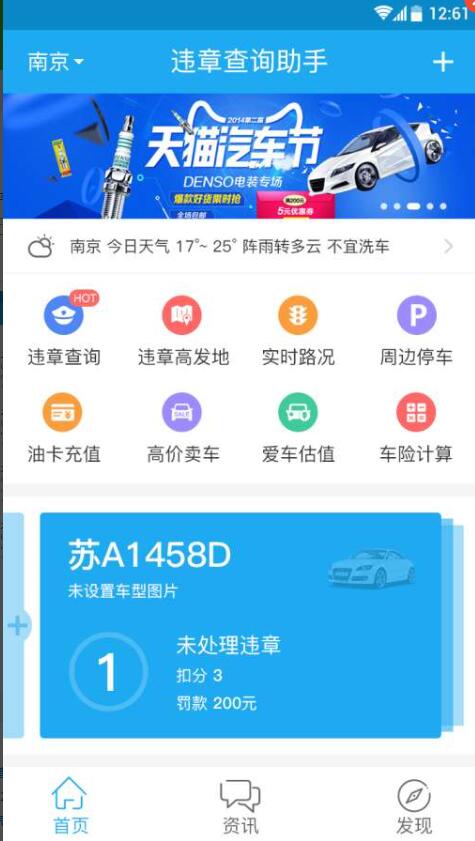 12:61
南京
违章查询助手
2014第二届
天猫汽车节
DENSO电装专场
爆款好货限时抢
全场包邮
满200元
5元优惠券
南京 今日天气 17°~ 25° 阵雨转多云 不宜洗车
HOT
P
违章查询 违章高发地 实时路况 周边停车
SALE
油卡充值 高价卖车 爱车估值 车险计算
苏A1458D
未设置车型图片
1
未处理违章
扣分 3
罚款 200元
首页 资讯 发现